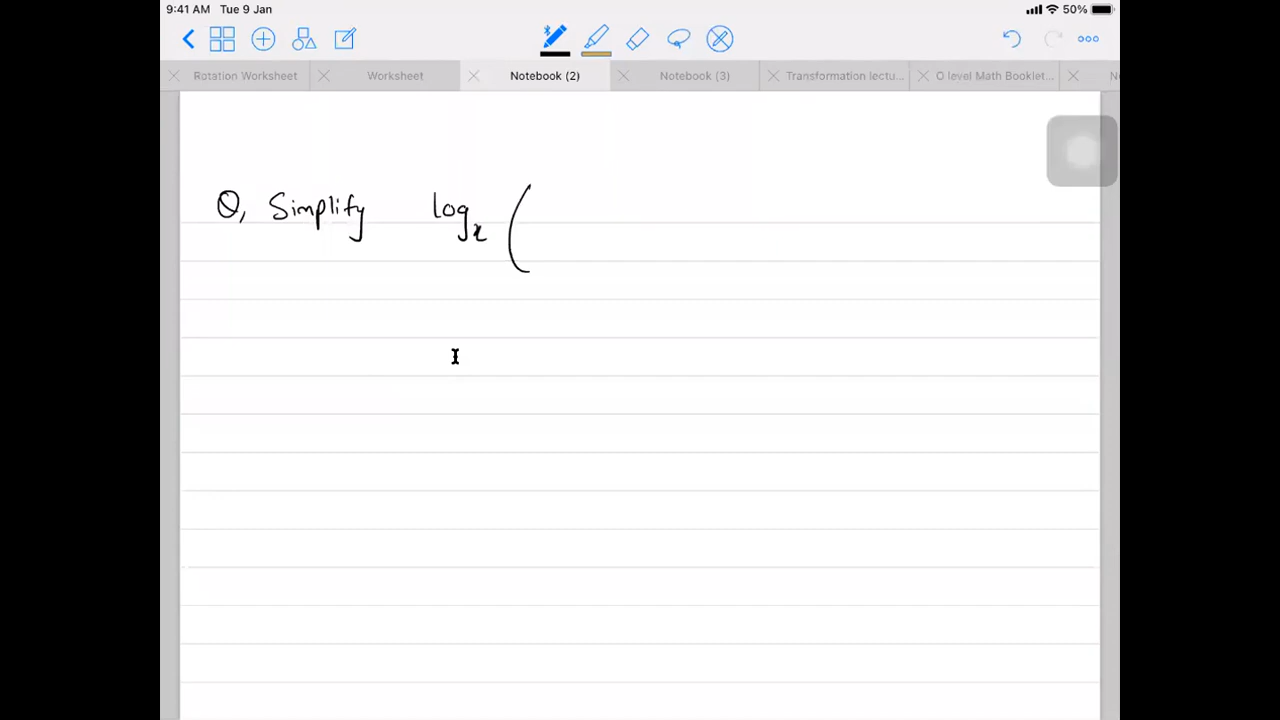 9:41 AM Tue 9 Jan 50%
Rotation Worksheet Worksheet Notebook (2) Notebook (3) Transformation lectu... O level Math Booklet... N
Q, Simplify log x (